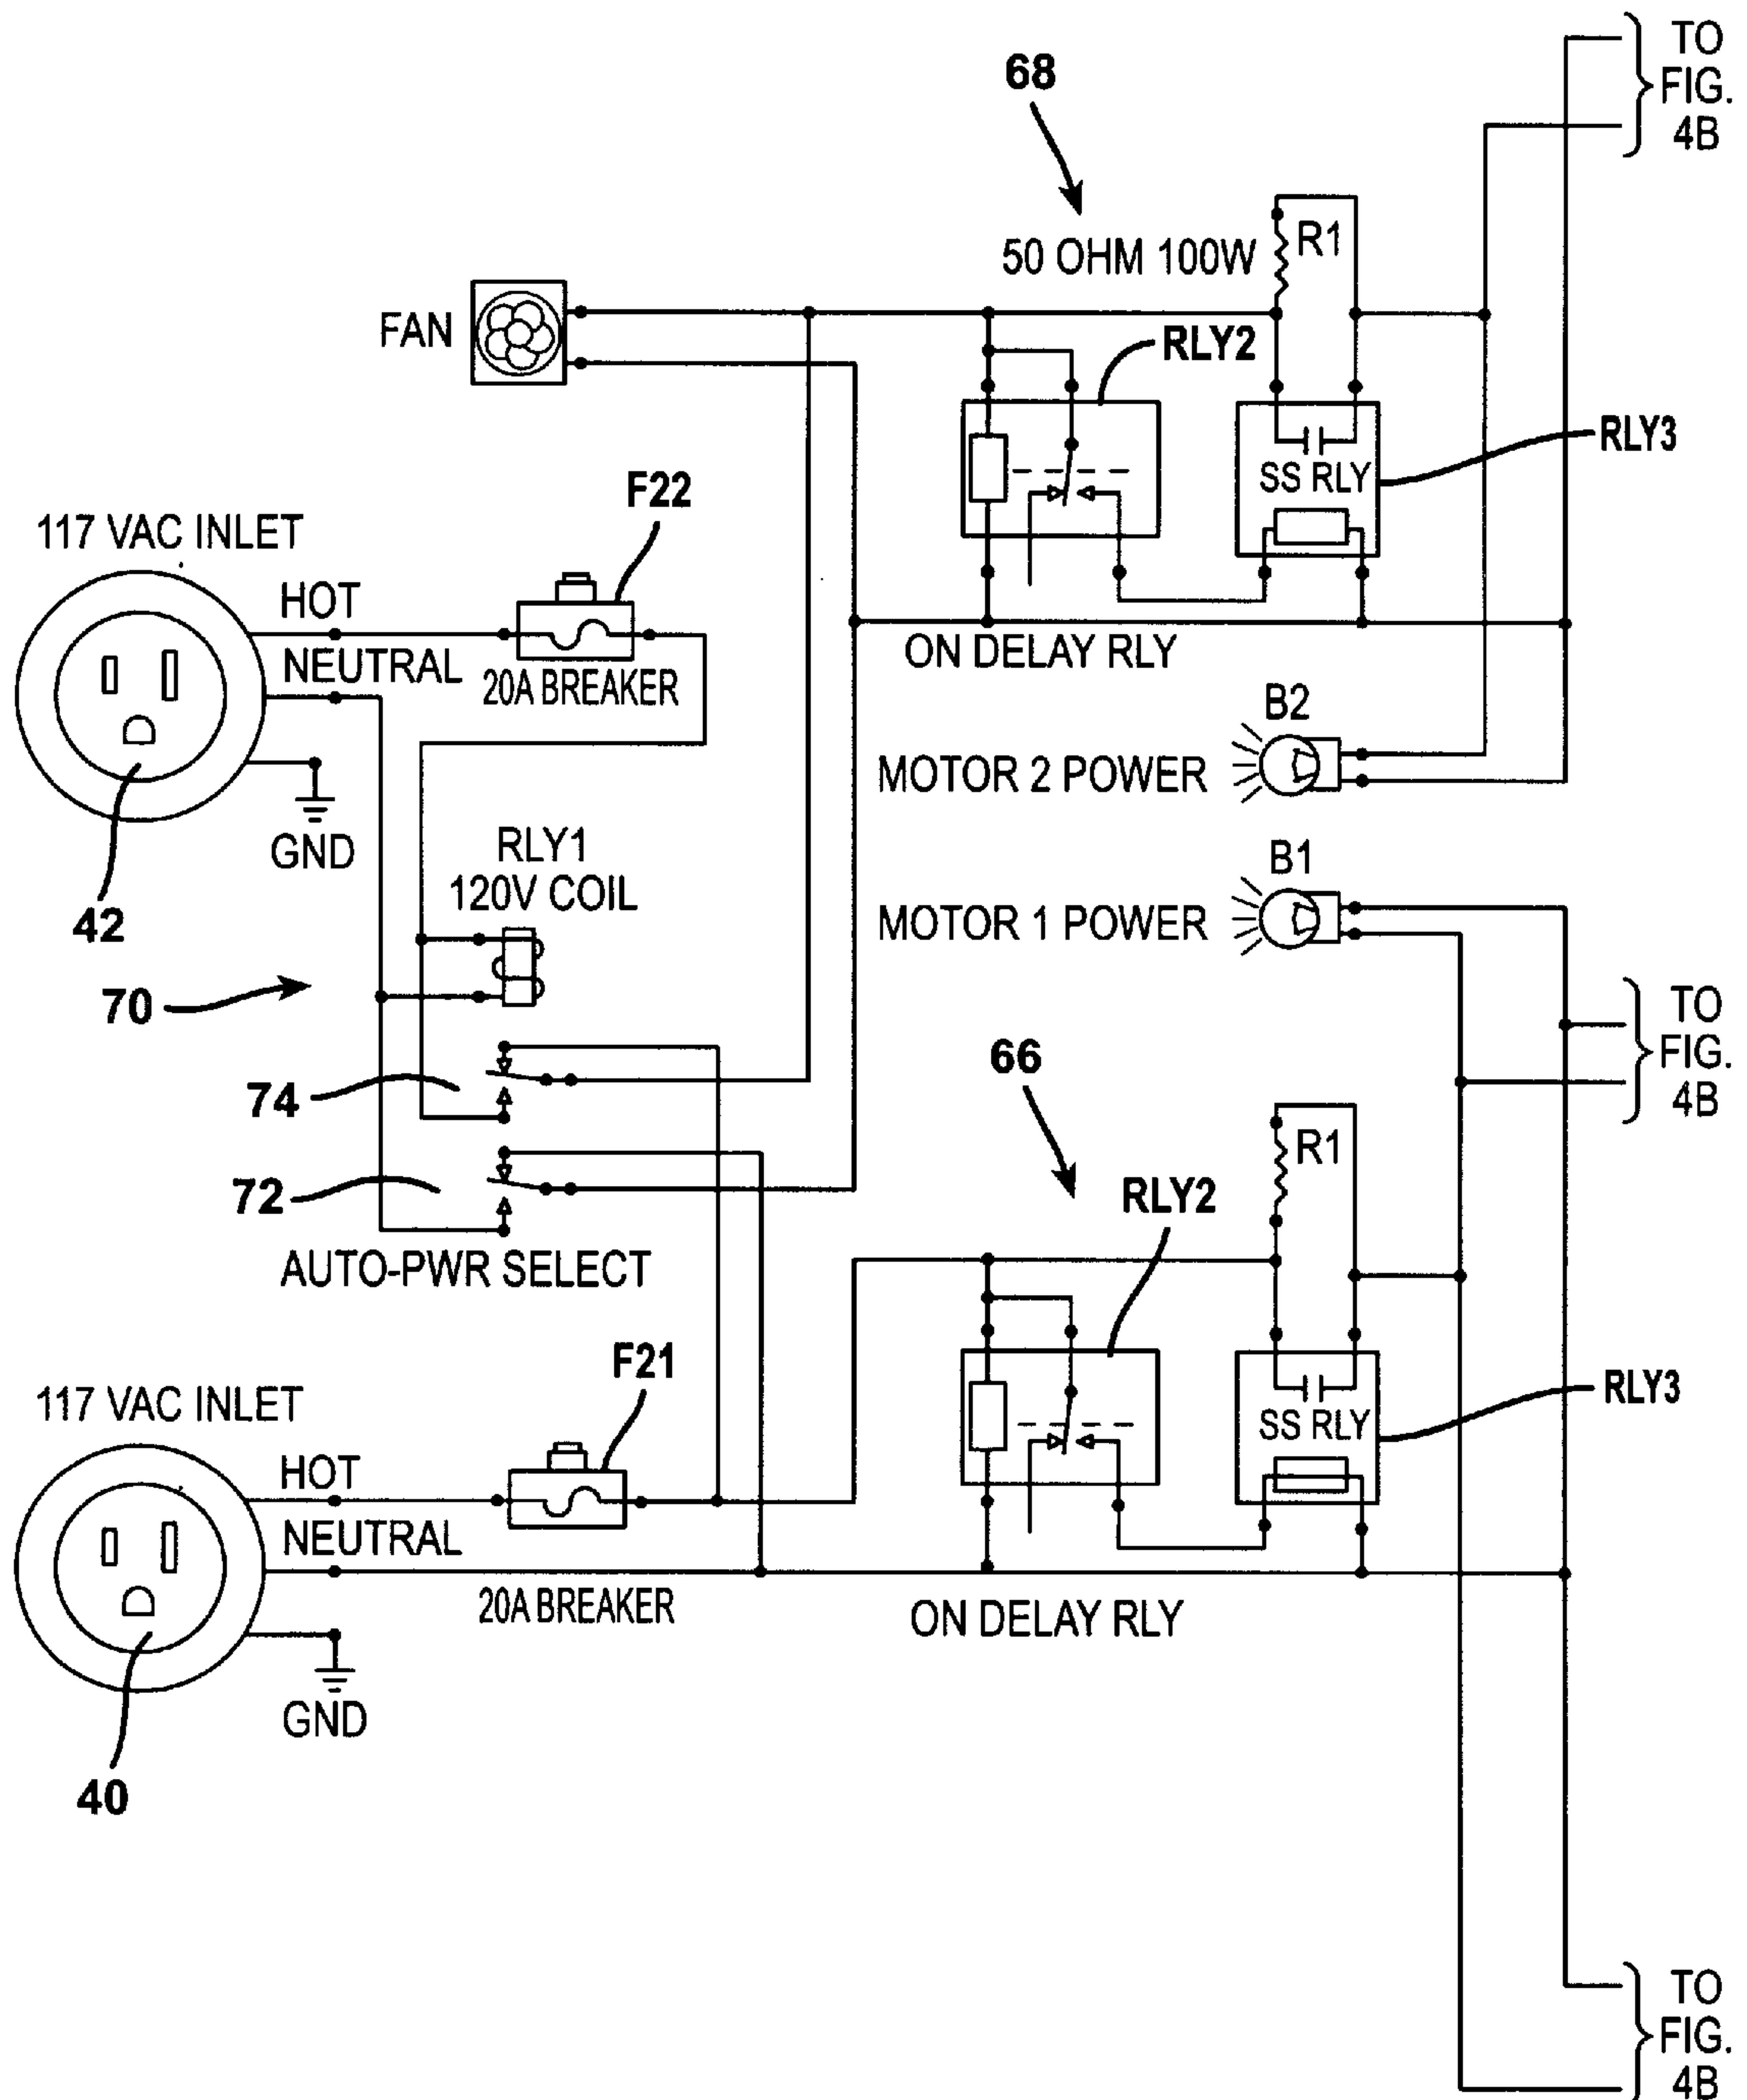 TO
FIG.
4B
68
50 OHM 100W
R1
FAN
RLY2
RLY3
SS RLY
F22
117 VAC INLET
HOT
NEUTRAL
20A BREAKER
ON DELAY RLY
B2
MOTOR 2 POWER
GND
42
RLY1
120V COIL
B1
MOTOR 1 POWER
70
TO
FIG.
4B
74
66
R1
72
RLY2
AUTO-PWR SELECT
F21
RLY3
SS RLY
117 VAC INLET
HOT
NEUTRAL
20A BREAKER
ON DELAY RLY
GND
40
TO
FIG.
4B